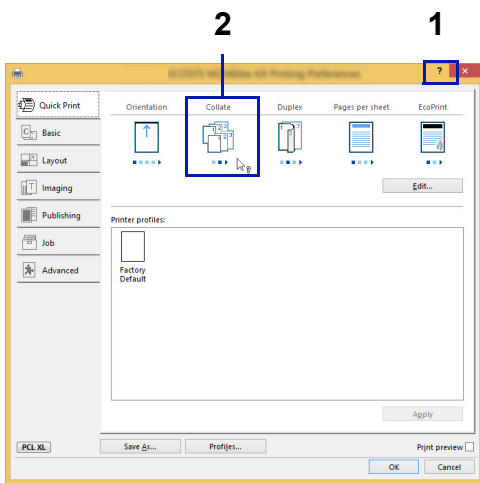 2 1
?
Quick Print
Basic
Layout
Imaging
Publishing
Job
Advanced
Orientation Collate Duplex Pages per sheet EcoPrint
Edit...
Printer profiles:
Factory
Default
Apply
PCL XL Save As... Profiles... Print preview
OK Cancel